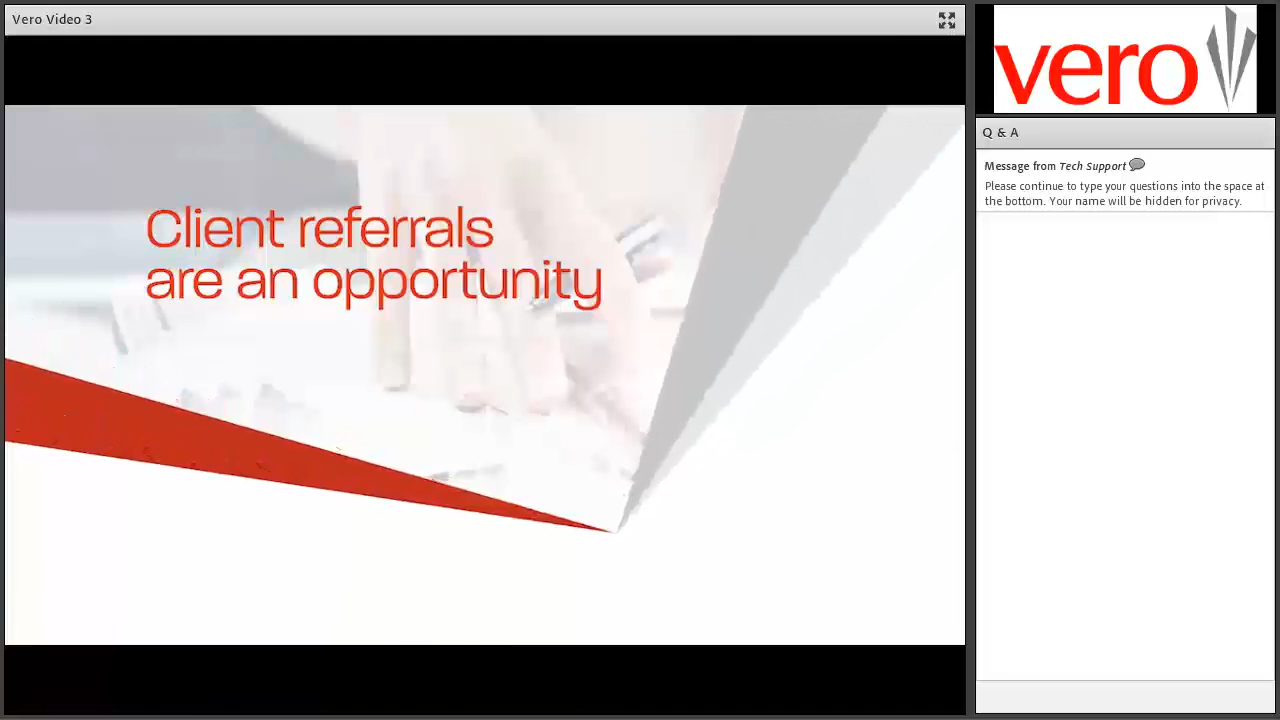 Vero Video 3
Client referrals
are an opportunity
vero
Q & A
Message from Tech Support
Please continue to type your questions into the space at
the bottom. Your name will be hidden for privacy.